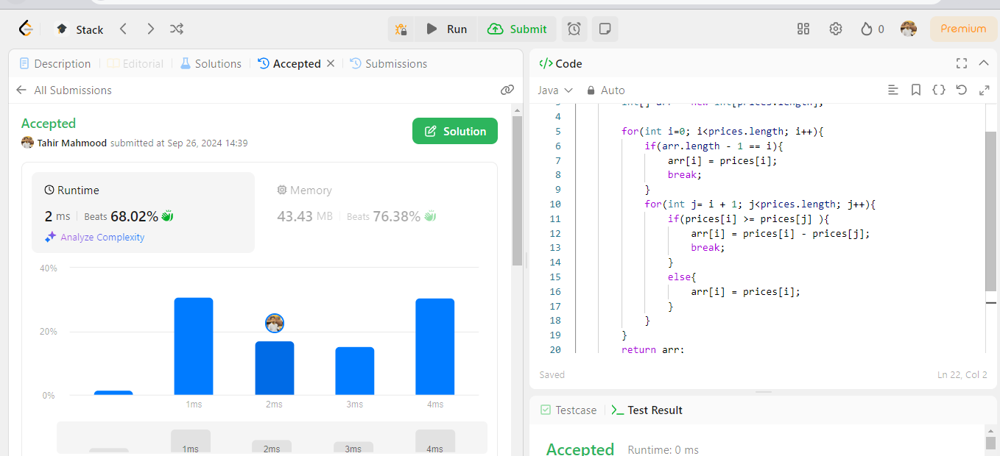 Stack
Run
Submit
0
Premium
Description
Editorial
Solutions
Accepted
Submissions
All Submissions
Accepted
Tahir Mahmood submitted at Sep 26, 2024 14:39
Solution
Runtime
2 ms Beats 68.02%
Analyze Complexity
Memory
43.43 MB Beats 76.38%
40%
20%
0%
1ms 2ms 3ms 4ms
1ms 2ms 3ms 4ms
</> Code
Java
Auto
3 int[] arr = new int[prices.length];
4
5 for(int i=0; i<prices.length; i++){
6 if(arr.length - 1 == i){
7 arr[i] = prices[i];
8 break;
9 }
10 for(int j= i + 1; j<prices.length; j++){
11 if(prices[i] >= prices[j] ){
12 arr[i] = prices[i] - prices[j];
13 break;
14 }
15 else{
16 arr[i] = prices[i];
17 }
18 }
19 }
20 return arr;
Saved
Ln 22, Col 2
Testcase
Test Result
Accepted Runtime: 0 ms